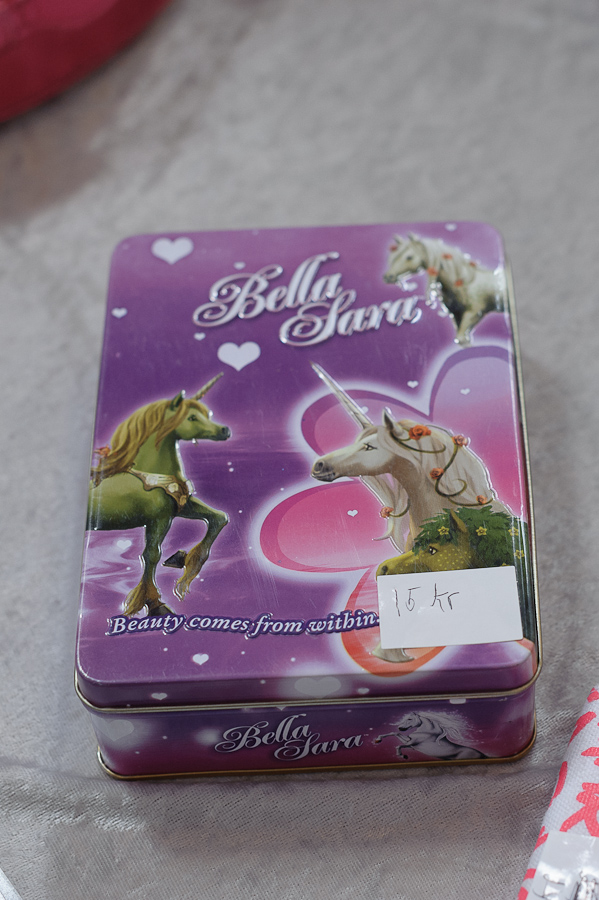 Bella
Sara
Beauty comes from within
15 kr
Bella
Sara